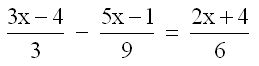 (3x−4)/3 − (5x−1)/9 = (2x+4)/6